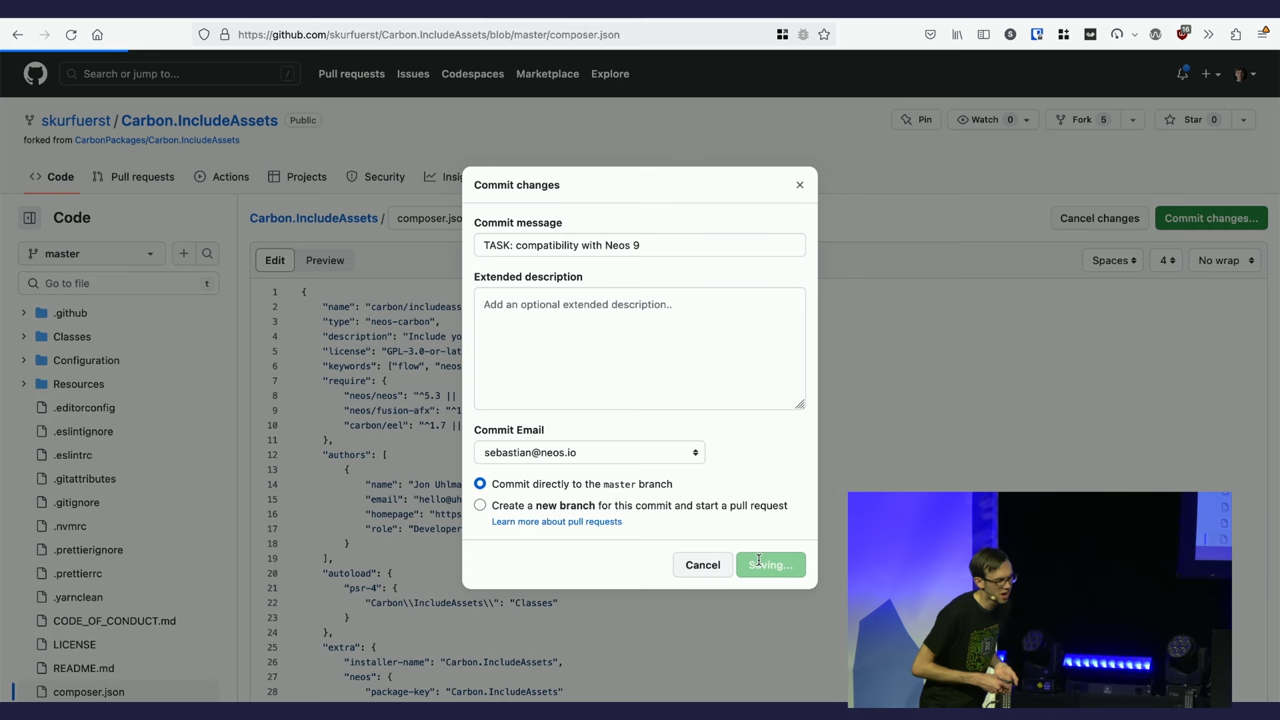 https://github.com/skurfuerst/Carbon.IncludeAssets/blob/master/composer.json
16
Search or jump to...
/
Pull requests
Issues
Codespaces
Marketplace
Explore
skurfuerst / Carbon.IncludeAssets
Public
forked from CarbonPackages/Carbon.IncludeAssets
Pin
Watch 0
Fork 5
Star 0
Code
Pull requests
Actions
Projects
Security
Code
master
Go to file
t
.github
Classes
Configuration
Resources
.editorconfig
.eslintignore
.eslintrc
.gitattributes
.gitignore
.nvmrc
.prettierignore
.prettierrc
.yarnclean
CODE_OF_CONDUCT.md
LICENSE
README.md
composer.json
Carbon.IncludeAssets /
Cancel changes
Commit changes...
Edit
Preview
Spaces
4
No wrap
1 {
2 "name": "carbon/includeass
3 "type": "neos-carbon",
4 "description": "Include yo
5 "license": "GPL-3.0-or-lat
6 "keywords": ["flow", "neos
7 "require": {
8 "neos/neos": "^5.3 ||
9 "neos/fusion-afx": "^1
10 "carbon/eel": "^1.7 ||
11 },
12 "authors": [
13 {
14 "name": "Jon Uhlma
15 "email": "hello@uh
16 "homepage": "https
17 "role": "Developer
18 }
19 ],
20 "autoload": {
21 "psr-4": {
22 "Carbon\\IncludeAssets\\": "Classes"
23 }
24 },
25 "extra": {
26 "installer-name": "Carbon.IncludeAssets",
27 "neos": {
28 "package-key": "Carbon.IncludeAssets"
Commit changes
Commit message
TASK: compatibility with Neos 9
Extended description
Add an optional extended description..
Commit Email
sebastian@neos.io
Commit directly to the master branch
Create a new branch for this commit and start a pull request
Learn more about pull requests
Cancel
Saving...